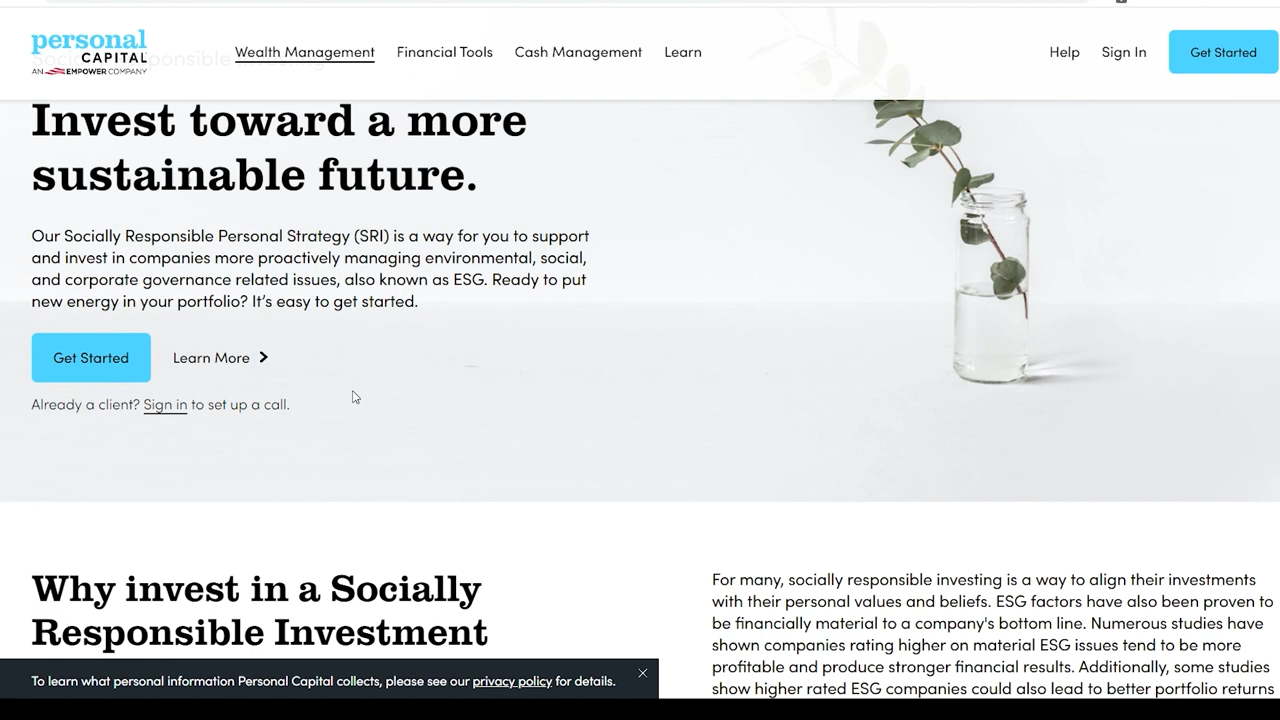 personal
CAPITAL
AN EMPOWER COMPANY
Wealth Management
Financial Tools
Cash Management
Learn
Help
Sign In
Get Started
Invest toward a more
sustainable future.
Our Socially Responsible Personal Strategy (SRI) is a way for you to support
and invest in companies more proactively managing environmental, social,
and corporate governance related issues, also known as ESG. Ready to put
new energy in your portfolio? It’s easy to get started.
Get Started
Learn More
Already a client? Sign in to set up a call.
Why invest in a Socially
Responsible Investment
For many, socially responsible investing is a way to align their investments
with their personal values and beliefs. ESG factors have also been proven to
be financially material to a company's bottom line. Numerous studies have
shown companies rating higher on material ESG issues tend to be more
profitable and produce stronger financial results. Additionally, some studies
show higher rated ESG companies could also lead to better portfolio returns
To learn what personal information Personal Capital collects, please see our privacy policy for details.